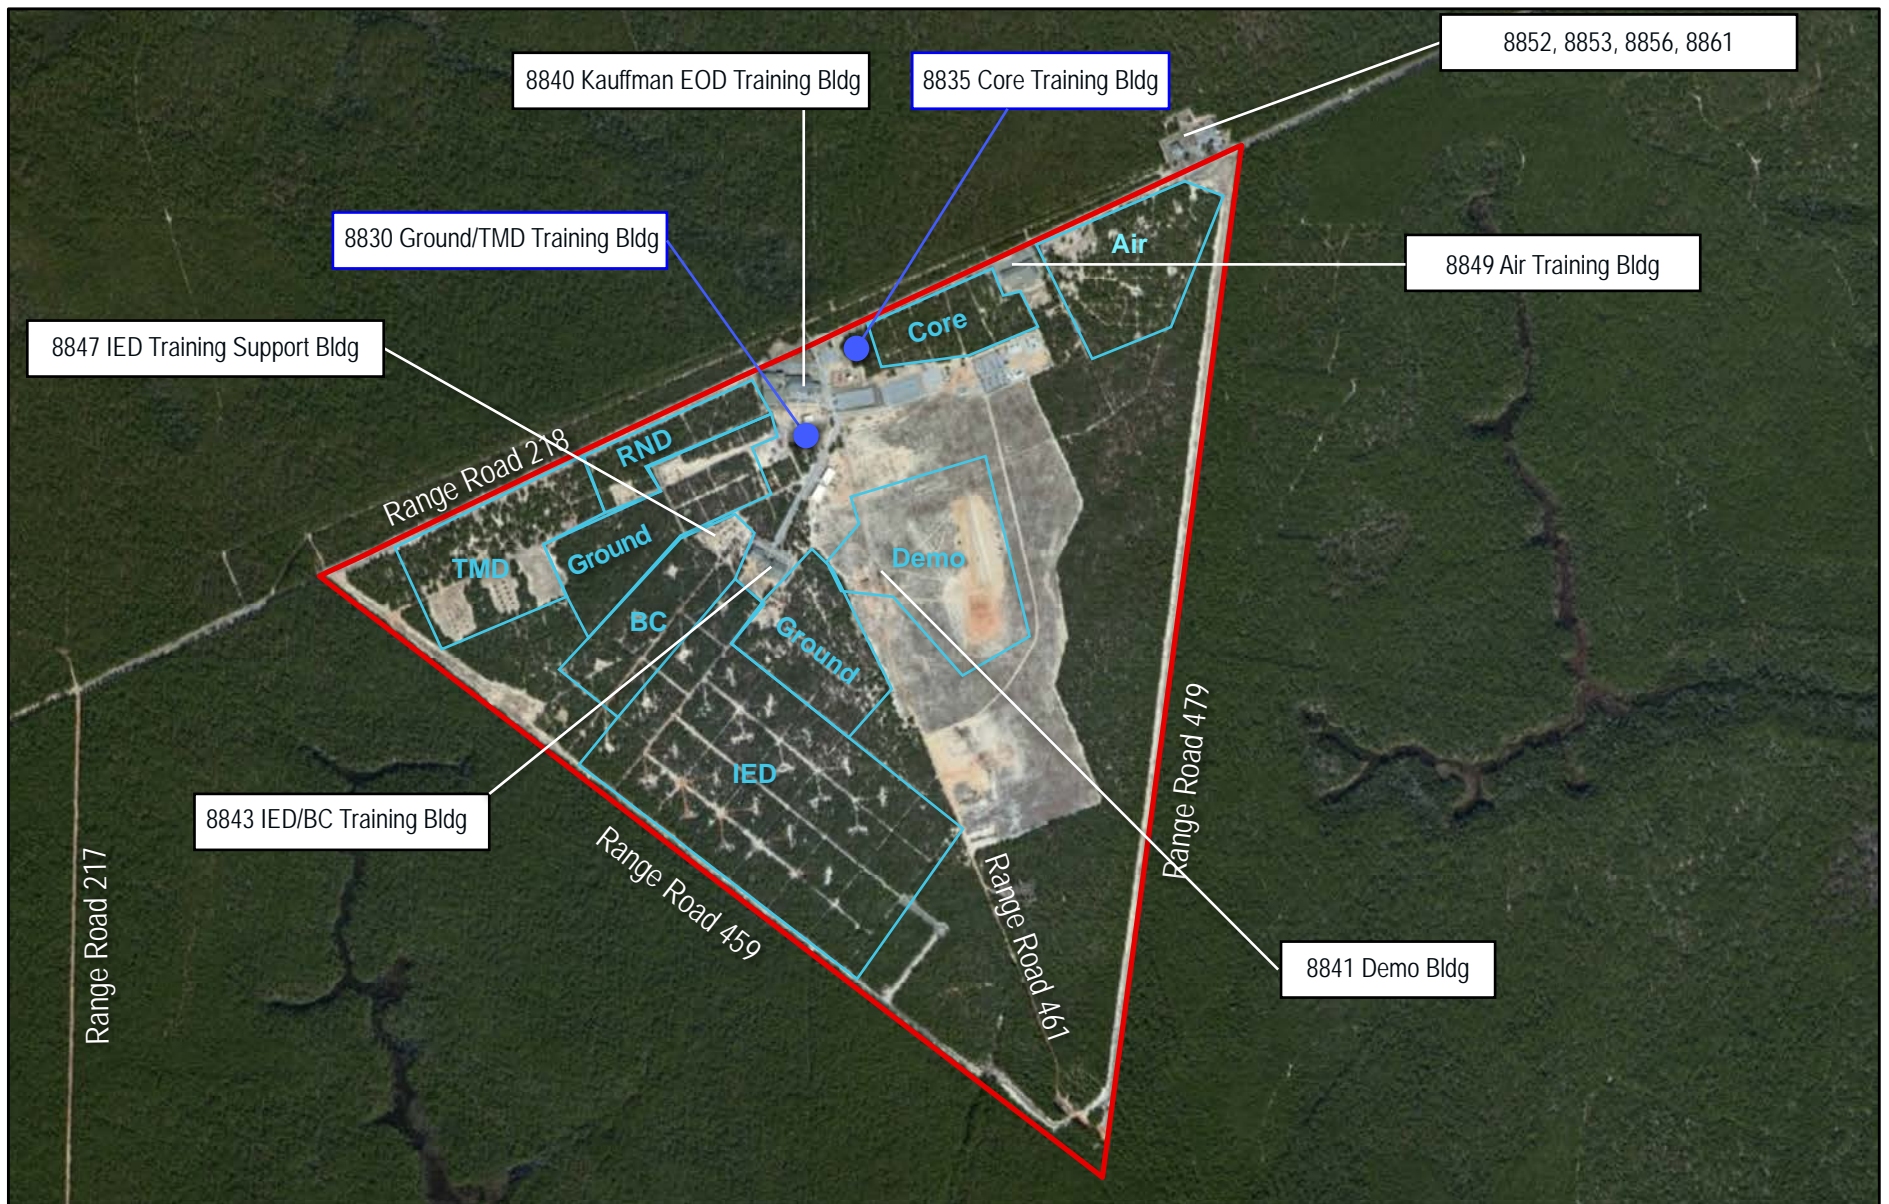 8852, 8853, 8856, 8861
8840 Kauffman EOD Training Bldg
8835 Core Training Bldg
8830 Ground/TMD Training Bldg
Air
8849 Air Training Bldg
Core
8847 IED Training Support Bldg
RND
Range Road 218
Ground
TMD
Demo
BC
Ground
Range Road 479
IED
8843 IED/BC Training Bldg
Range Road 459
Range Road 217
Range Road 461
8841 Demo Bldg